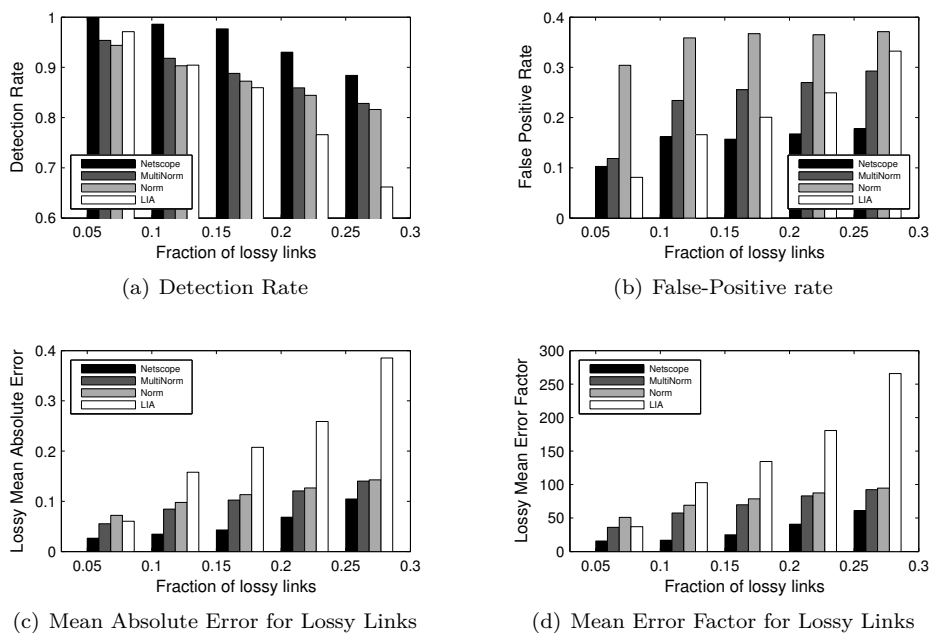 Detection Rate
1
0.9
0.8
0.7
0.6
Netscope
MultiNorm
Norm
LIA
0.05 0.1 0.15 0.2 0.25 0.3
Fraction of lossy links
(a) Detection Rate
False Positive Rate
0.4
0.3
0.2
0.1
0
Netscope
MultiNorm
Norm
LIA
0.05 0.1 0.15 0.2 0.25 0.3
Fraction of lossy links
(b) False-Positive rate
Lossy Mean Absolute Error
0.4
0.3
0.2
0.1
0
Netscope
MultiNorm
Norm
LIA
0.05 0.1 0.15 0.2 0.25 0.3
Fraction of lossy links
(c) Mean Absolute Error for Lossy Links
Lossy Mean Error Factor
300
250
200
150
100
50
0
Netscope
MultiNorm
Norm
LIA
0.05 0.1 0.15 0.2 0.25 0.3
Fraction of lossy links
(d) Mean Error Factor for Lossy Links